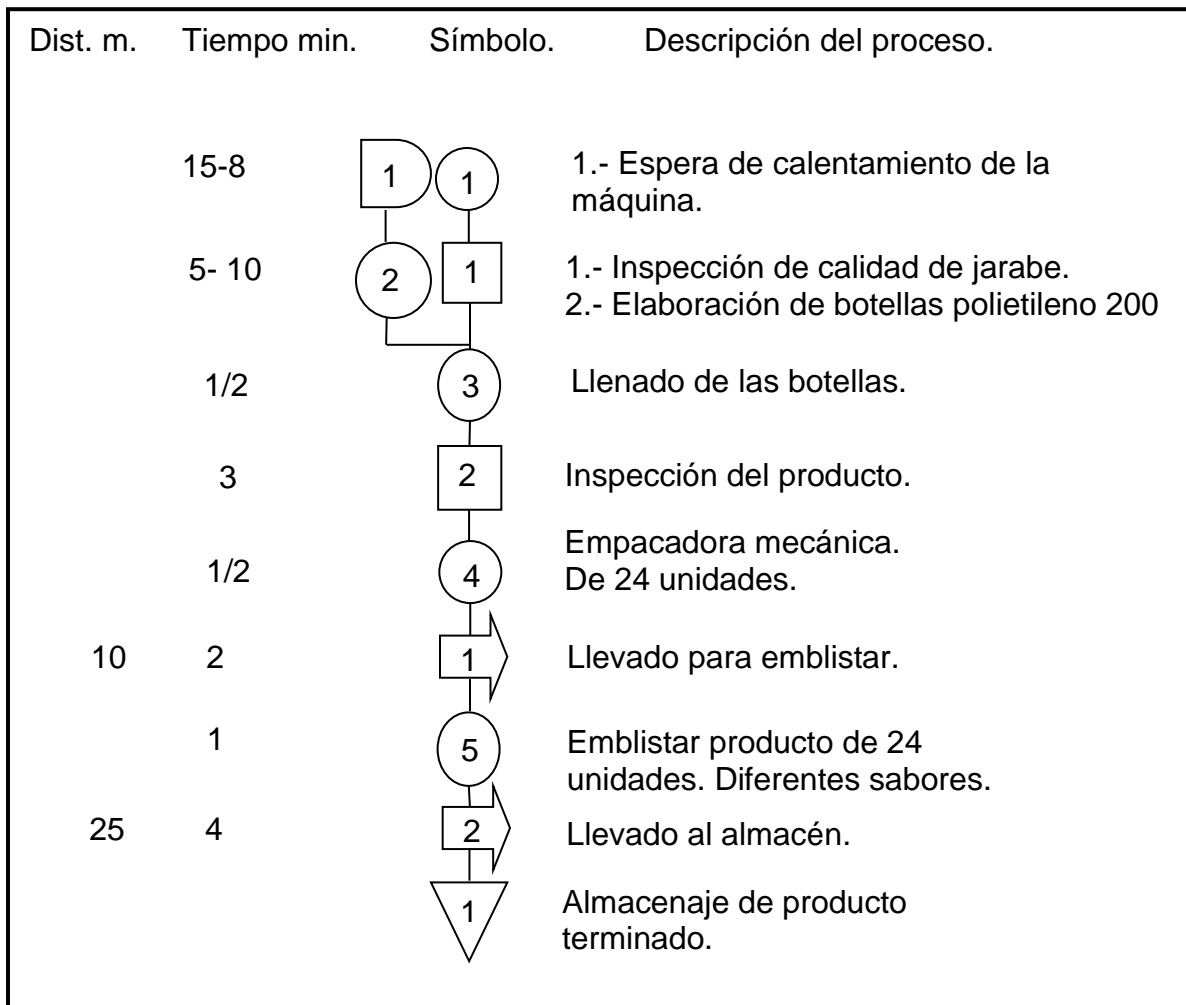 Dist. m. Tiempo min. Símbolo. Descripción del proceso.
15-8 1 1 1.- Espera de calentamiento de la
máquina.
5- 10 2 1 1.- Inspección de calidad de jarabe.
2.- Elaboración de botellas polietileno 200
1/2 3 Llenado de las botellas.
3 2 Inspección del producto.
1/2 4 Empacadora mecánica.
De 24 unidades.
10 2 1 Llevado para emblistar.
1 5 Emblistar producto de 24
unidades. Diferentes sabores.
25 4 2 Llevado al almacén.
1 Almacenaje de producto
terminado.